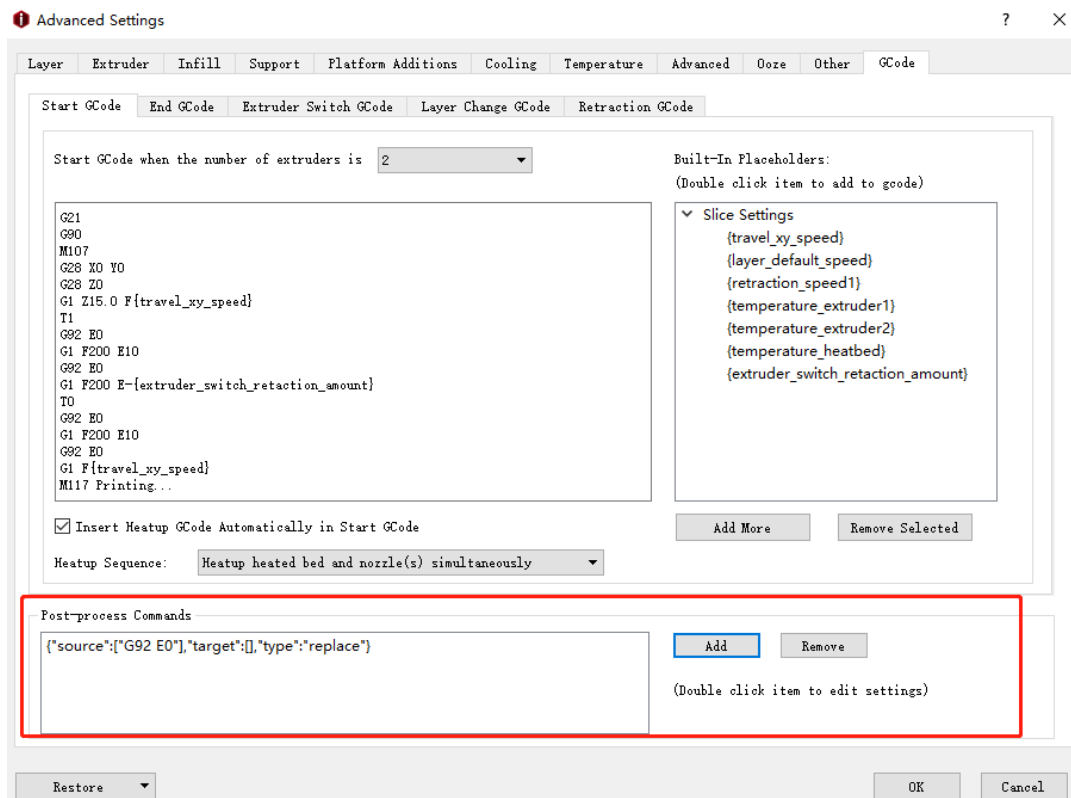 Advanced Settings
? ×
Layer Extruder Infill Support Platform Additions Cooling Temperature Advanced Ooze Other GCode
Start GCode End GCode Extruder Switch GCode Layer Change GCode Retraction GCode
Start GCode when the number of extruders is 2
Built-In Placeholders:
(Double click item to add to gcode)
G21
G90
M107
G28 X0 Y0
G28 Z0
G1 Z15.0 F{travel_xy_speed}
T1
G92 E0
G1 F200 E10
G92 E0
G1 F200 E-{extruder_switch_retaction_amount}
T0
G92 E0
G1 F200 E10
G92 E0
G1 F{travel_xy_speed}
M117 Printing...
Slice Settings
{travel_xy_speed}
{layer_default_speed}
{retraction_speed1}
{temperature_extruder1}
{temperature_extruder2}
{temperature_heatbed}
{extruder_switch_retaction_amount}
Insert Heatup GCode Automatically in Start GCode
Add More Remove Selected
Heatup Sequence: Heatup heated bed and nozzle(s) simultaneously
Post-process Commands
{"source":["G92 E0"],"target":[],"type":"replace"}
Add Remove
(Double click item to edit settings)
Restore OK Cancel